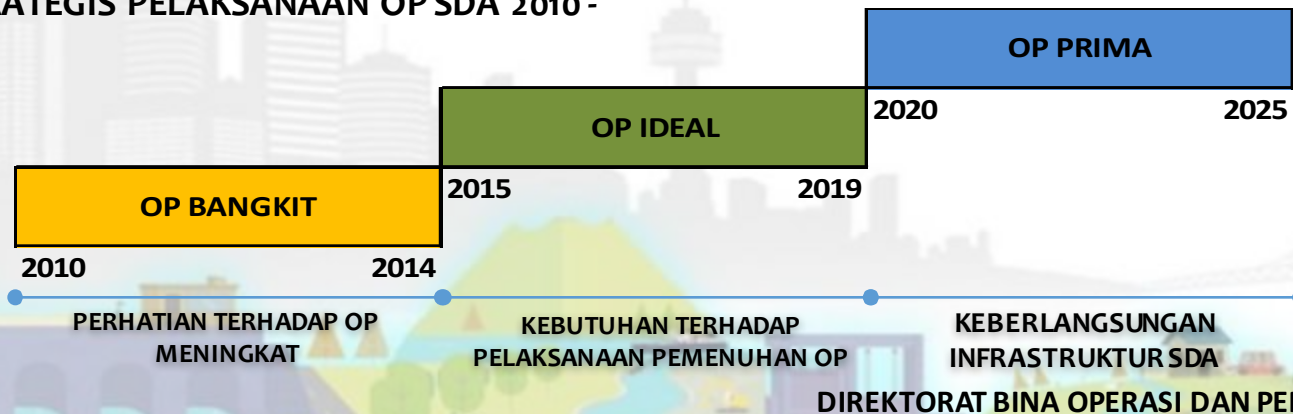 PELAKSANAAN OP SDA 2010 -
OP PRIMA
2020 2025
OP IDEAL
2015 2019
OP BANGKIT
2010 2014
PERHATIAN TERHADAP OP
MENINGKAT
KEBUTUHAN TERHADAP
PELAKSANAAN PEMENUHAN OP
KEBERLANGSUNGAN
INFRASTRUKTUR SDA
DIREKTORAT BINA OPERASI DAN